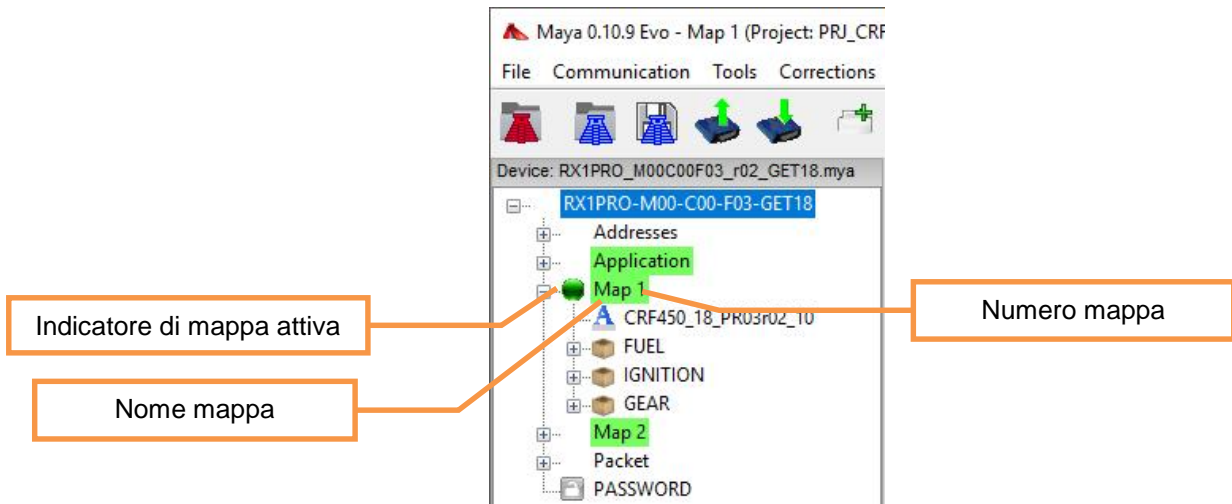 Maya 0.10.9 Evo - Map 1 (Project: PRJ_CRF
File Communication Tools Corrections
Device: RX1PRO_M00C00F03_r02_GET18.mya
RX1PRO-M00-C00-F03-GET18
Addresses
Application
Map 1
Indicatore di mappa attiva
Numero mappa
CRF450_18_PR03r02_10
FUEL
IGNITION
Nome mappa
GEAR
Map 2
Packet
PASSWORD